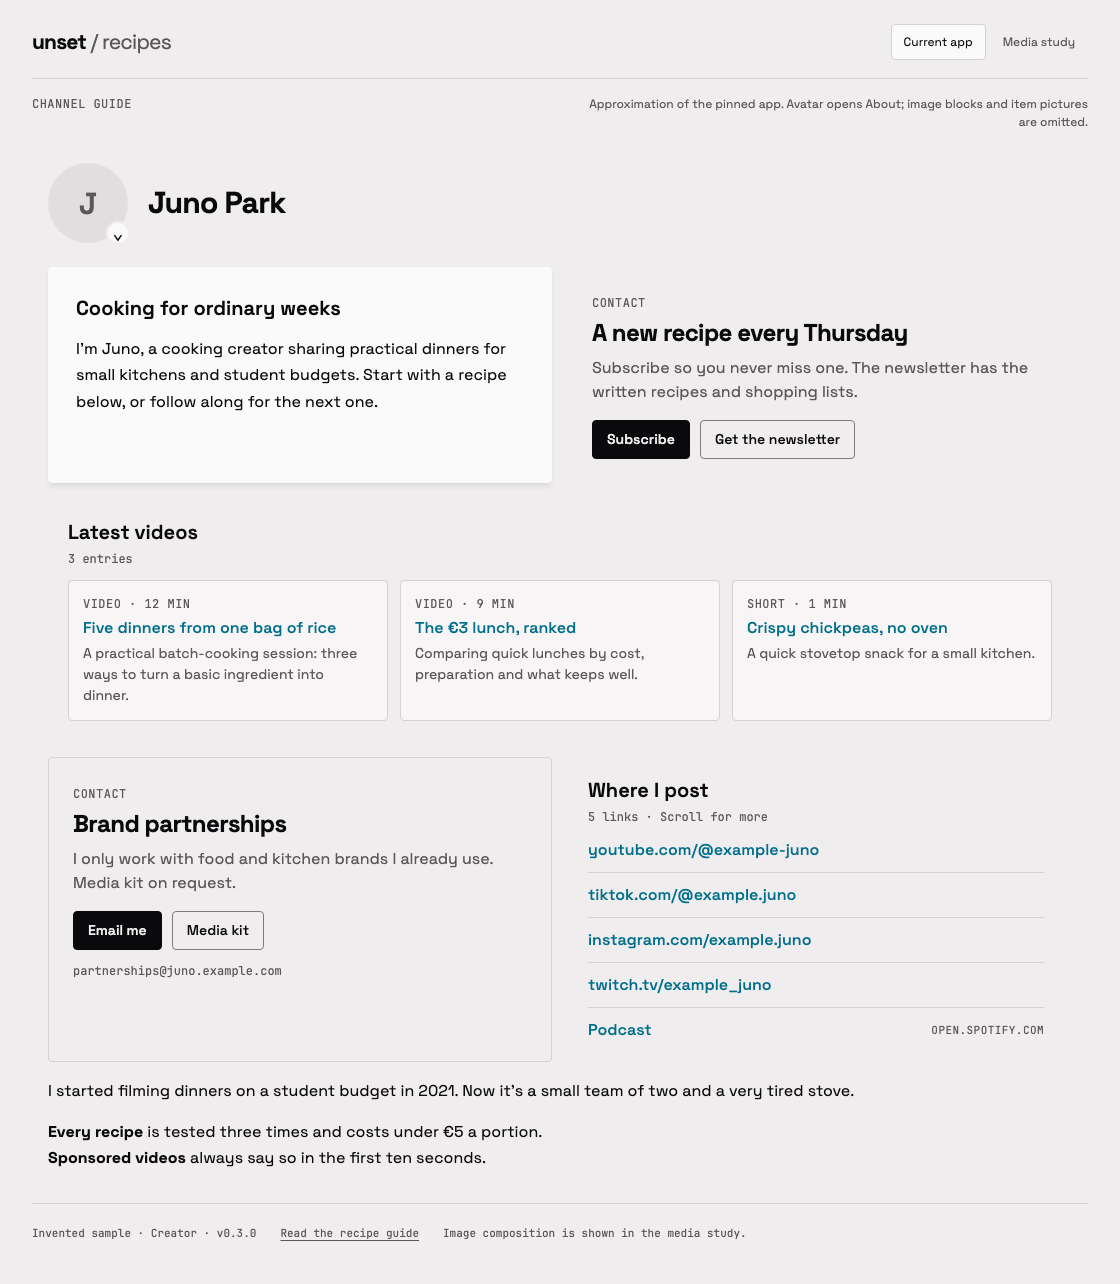 unset / recipes
Current app
Media study
CHANNEL GUIDE
Approximation of the pinned app. Avatar opens About; image blocks and item pictures
are omitted.
J
Juno Park
Cooking for ordinary weeks
I'm Juno, a cooking creator sharing practical dinners for
small kitchens and student budgets. Start with a recipe
below, or follow along for the next one.
CONTACT
A new recipe every Thursday
Subscribe so you never miss one. The newsletter has the
written recipes and shopping lists.
Subscribe
Get the newsletter
Latest videos
3 entries
VIDEO · 12 MIN
Five dinners from one bag of rice
A practical batch-cooking session: three
ways to turn a basic ingredient into
dinner.
VIDEO · 9 MIN
The €3 lunch, ranked
Comparing quick lunches by cost,
preparation and what keeps well.
SHORT · 1 MIN
Crispy chickpeas, no oven
A quick stovetop snack for a small kitchen.
CONTACT
Brand partnerships
I only work with food and kitchen brands I already use.
Media kit on request.
Email me
Media kit
partnerships@juno.example.com
Where I post
5 links · Scroll for more
youtube.com/@example-juno
tiktok.com/@example.juno
instagram.com/example.juno
twitch.tv/example_juno
Podcast
OPEN.SPOTIFY.COM
I started filming dinners on a student budget in 2021. Now it's a small team of two and a very tired stove.
Every recipe is tested three times and costs under €5 a portion.
Sponsored videos always say so in the first ten seconds.
Invented sample · Creator · v0.3.0
Read the recipe guide
Image composition is shown in the media study.